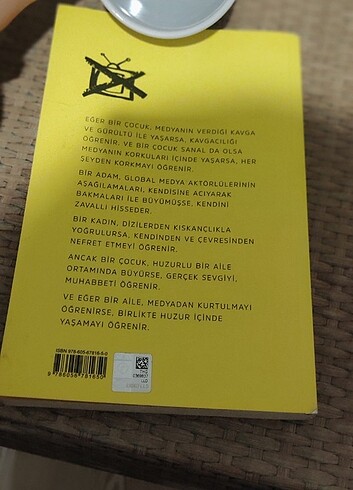 EĞER BİR ÇOCUK, MEDYANIN VERDİĞİ KAVGA
VE GÜRÜLTÜ İLE YAŞARSA, KAVGACILIĞI
ÖĞRENİR. VE BİR ÇOCUK SANAL DA OLSA
MEDYANIN KORKULARI İÇİNDE YAŞARSA, HER
ŞEYDEN KORKMAYI ÖĞRENİR.
BİR ADAM, GLOBAL MEDYA AKTÖRLÜLERİNİN
AŞAĞILAMALARI, KENDİSİNE ACIYARAK
BAKMALARI İLE BÜYÜMÜŞSE, KENDİNİ
ZAVALLI HİSSEDER.
BİR KADIN, DİZİLERDEN KISKANÇLIKLA
YOĞRULURSA, KENDİNDEN VE ÇEVRESİNDEN
NEFRET ETMEYİ ÖĞRENİR.
ANCAK BİR ÇOCUK, HUZURLU BİR AİLE
ORTAMINDA BÜYÜRSE, GERÇEK SEVGİYİ,
MUHABBETİ ÖĞRENİR.
VE EĞER BİR AİLE, MEDYADAN KURTULMAYI
ÖĞRENİRSE, BİRLİKTE HUZUR İÇİNDE
YAŞAMAYI ÖĞRENİR.